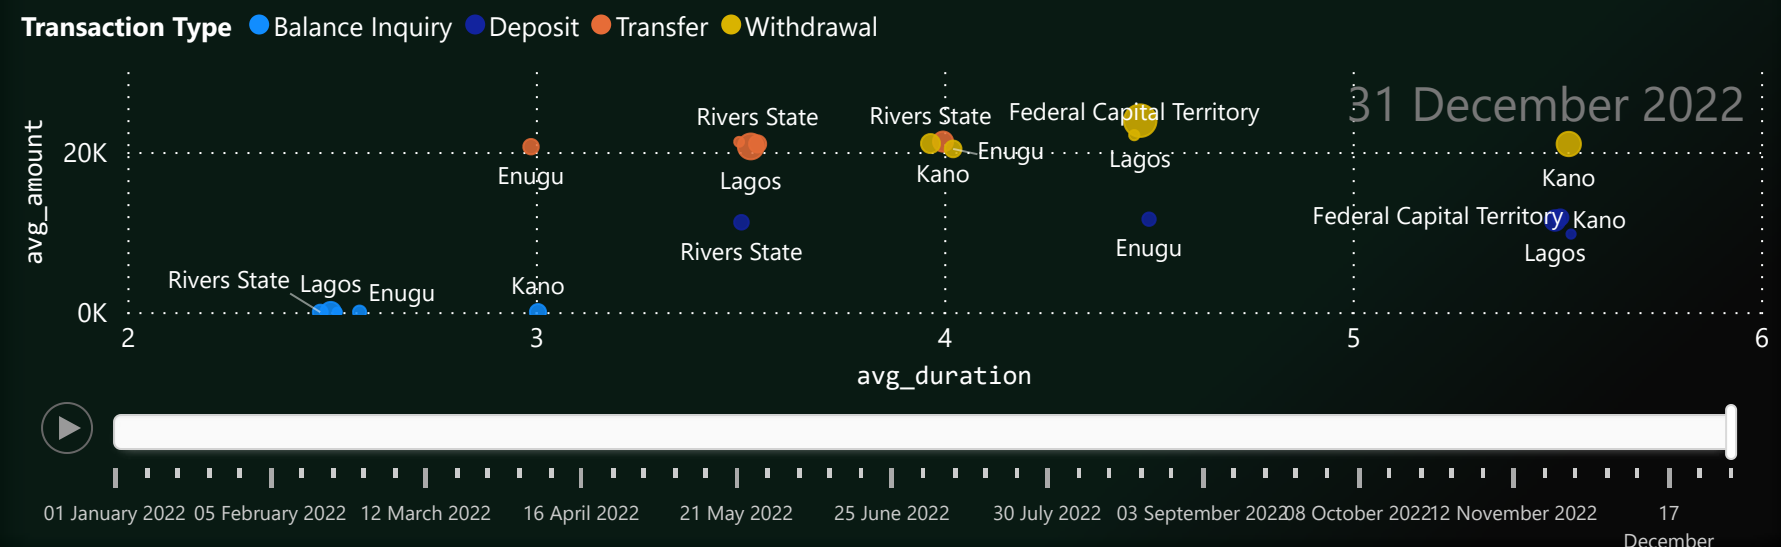 Transaction Type Balance Inquiry Deposit Transfer Withdrawal
31 December 2022
avg_amount
20K
0K
Rivers State
Rivers State
Federal Capital Territory
Enugu
Lagos
Enugu
Kano
Lagos
Kano
Rivers State
Enugu
Federal Capital Territory
Kano
Lagos
Rivers State
Lagos
Enugu
Kano
2 3 4 5 6
avg_duration
01 January 2022 05 February 2022 12 March 2022 16 April 2022 21 May 2022 25 June 2022 30 July 2022 03 September 2022 08 October 2022 12 November 2022 17
December